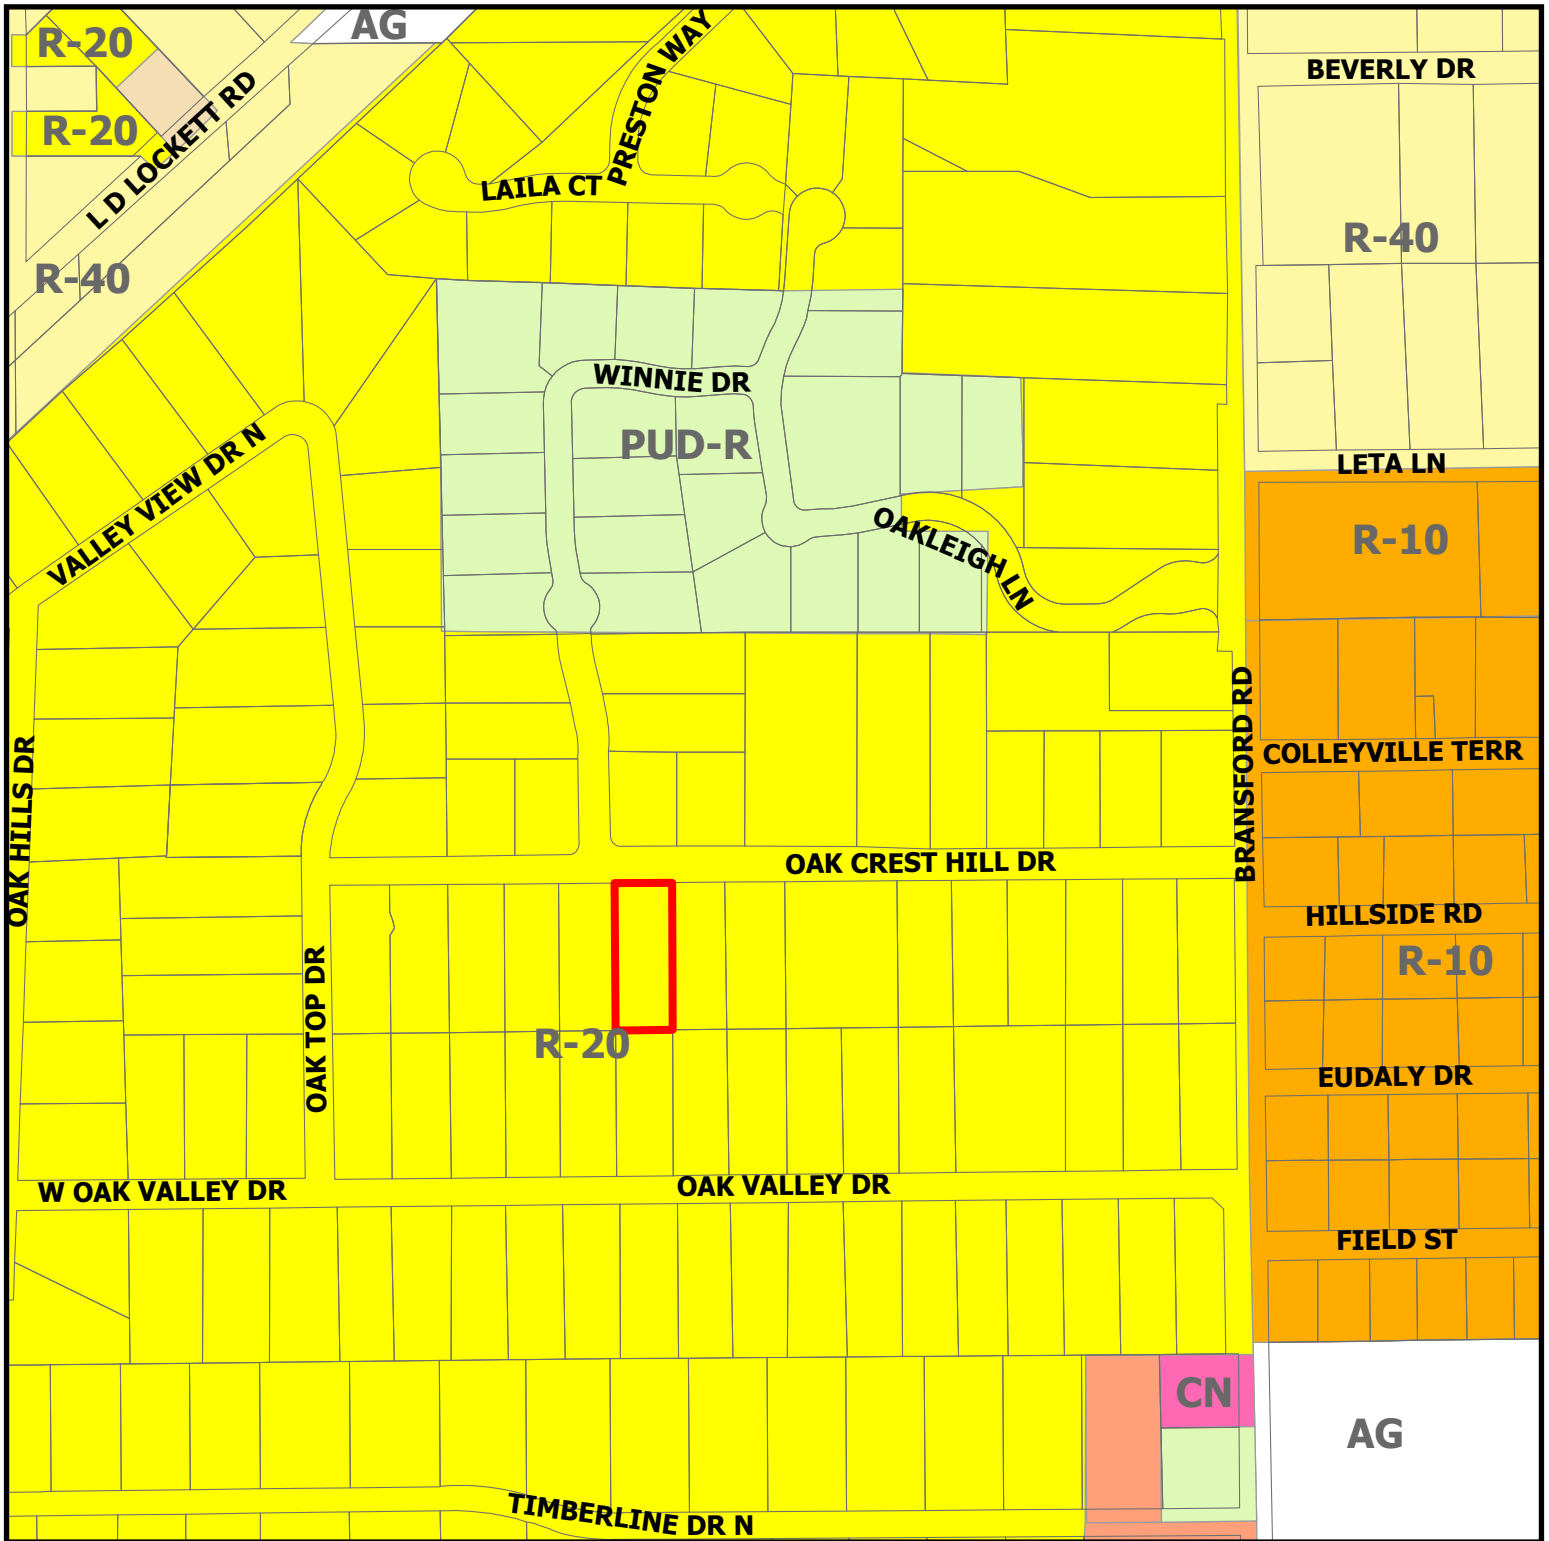 AG
R-20
PRESTON WAY
BEVERLY DR
R-20
L D LOCKETT RD
LAILA CT
R-40
R-40
WINNIE DR
PUD-R
VALLEY VIEW DR N
LETA LN
OAKLEIGH LN
R-10
OAK HILLS DR
BRANSFORD RD
COLLEYVILLE TERR
OAK CREST HILL DR
HILLSIDE RD
R-10
OAK TOP DR
R-20
EUDALY DR
W OAK VALLEY DR
OAK VALLEY DR
FIELD ST
CN
AG
TIMBERLINE DR N